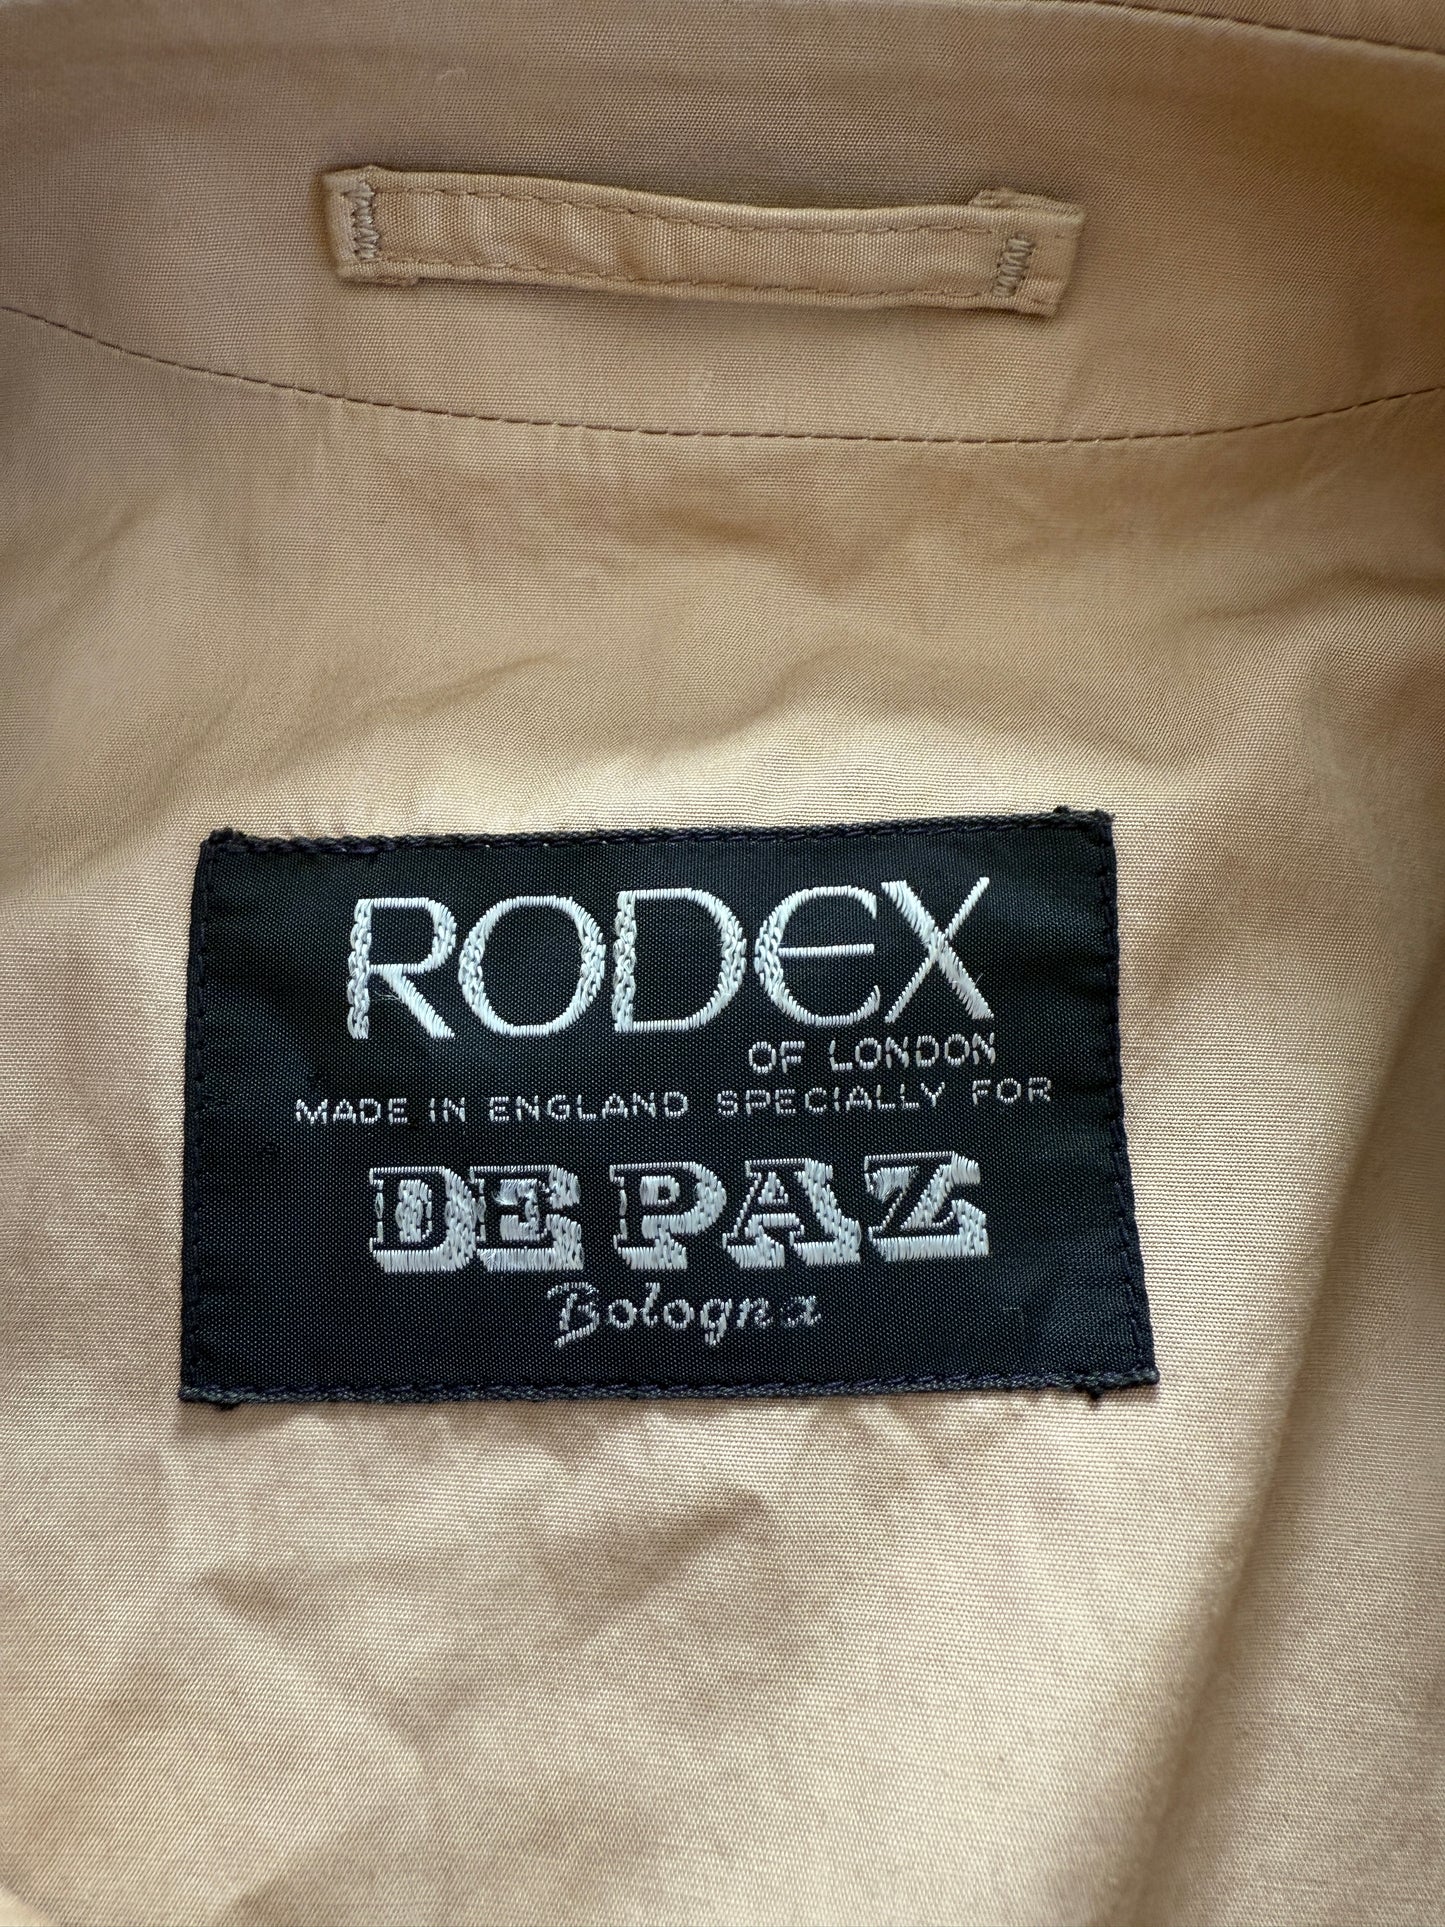 RODEX
OF LONDON
MADE IN ENGLAND SPECIALLY FOR
DE PAZ
Bologna